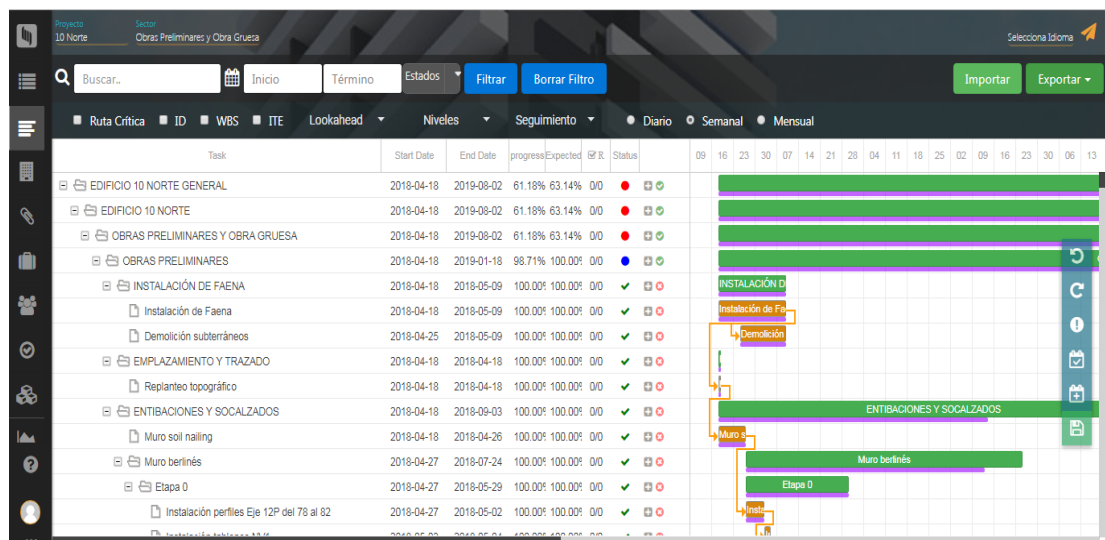 Proyecto Sector
10 Norte Obras Preliminares y Obra Gruesa Selecciona Idioma
Buscar.. Inicio Término Estados Filtrar Borrar Filtro Importar Exportar
Ruta Crítica ID WBS ITE Lookahead Niveles Seguimiento Diario Semanal Mensual
Task Start Date End Date progress Expected R Status 09 16 23 30 07 14 21 28 04 11 18 25 02 09 16 23 30 06 13
EDIFICIO 10 NORTE GENERAL 2018-04-18 2019-08-02 61.18% 63.14% 0/0
EDIFICIO 10 NORTE 2018-04-18 2019-08-02 61.18% 63.14% 0/0
OBRAS PRELIMINARES Y OBRA GRUESA 2018-04-18 2019-08-02 61.18% 63.14% 0/0
OBRAS PRELIMINARES 2018-04-18 2019-01-18 98.71% 100.00% 0/0
INSTALACIÓN DE FAENA 2018-04-18 2018-05-09 100.00% 100.00% 0/0 INSTALACIÓN D
Instalación de Faena 2018-04-18 2018-05-09 100.00% 100.00% 0/0 Instalación de Fa
Demolición subterráneos 2018-04-25 2018-05-09 100.00% 100.00% 0/0 Demolición
EMPLAZAMIENTO Y TRAZADO 2018-04-18 2018-04-18 100.00% 100.00% 0/0
Replanteo topográfico 2018-04-18 2018-04-18 100.00% 100.00% 0/0
ENTIBACIONES Y SOCALZADOS 2018-04-18 2018-09-03 100.00% 100.00% 0/0 ENTIBACIONES Y SOCALZADOS
Muro soil nailing 2018-04-18 2018-04-26 100.00% 100.00% 0/0 Muro s
Muro berlinés 2018-04-27 2018-07-24 100.00% 100.00% 0/0 Muro berlinés
Etapa 0 2018-04-27 2018-05-29 100.00% 100.00% 0/0 Etapa 0
Instalación perfiles Eje 12P del 78 al 82 2018-04-27 2018-05-02 100.00% 100.00% 0/0 Insta